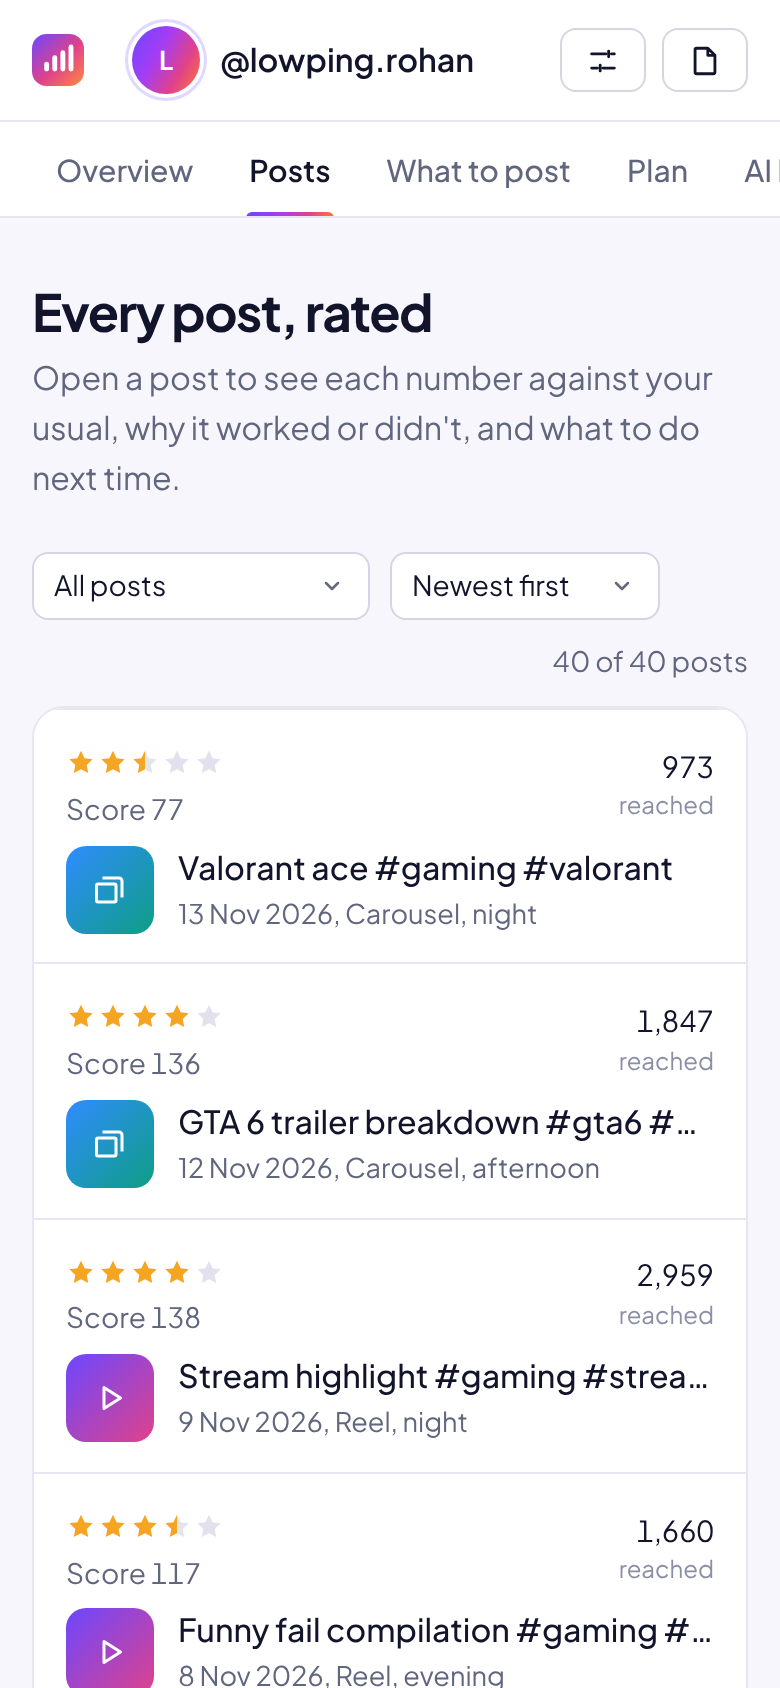 L @lowping.rohan
Overview Posts What to post Plan AI
Every post, rated
Open a post to see each number against your
usual, why it worked or didn't, and what to do
next time.
All posts Newest first
40 of 40 posts
973
Score 77 reached
Valorant ace #gaming #valorant
13 Nov 2026, Carousel, night
1,847
Score 136 reached
GTA 6 trailer breakdown #gta6 #...
12 Nov 2026, Carousel, afternoon
2,959
Score 138 reached
Stream highlight #gaming #strea...
9 Nov 2026, Reel, night
1,660
Score 117 reached
Funny fail compilation #gaming #...
8 Nov 2026, Reel, evening